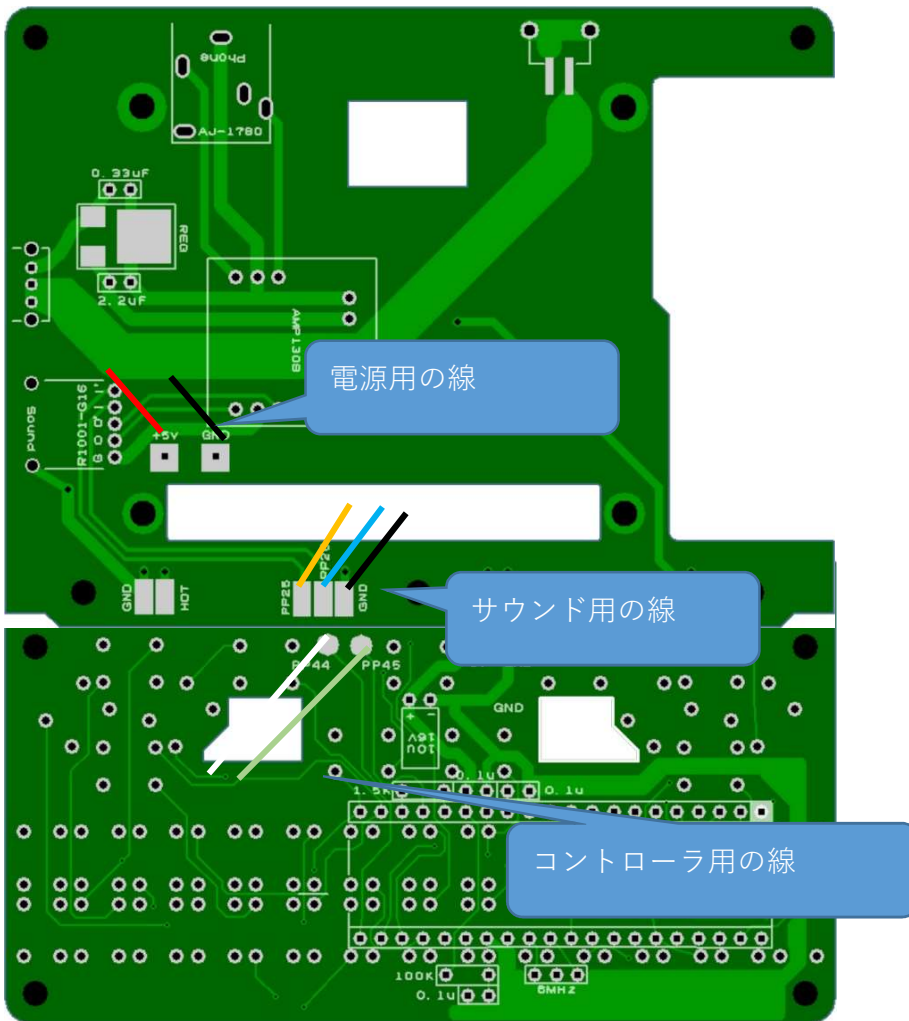 Phone
AJ-1780
0.33uF
REG
2.2uF
AMP1309
電源用の線
R1001-G16
Sound
+5V
GND
サウンド用の線
GND
HOT
PP25
PP26
GND
PP44
PP45
GND
+ -
10U
16V
0.1u
1.5K
0.1u
コントローラ用の線
100K
0.1u
6MHz